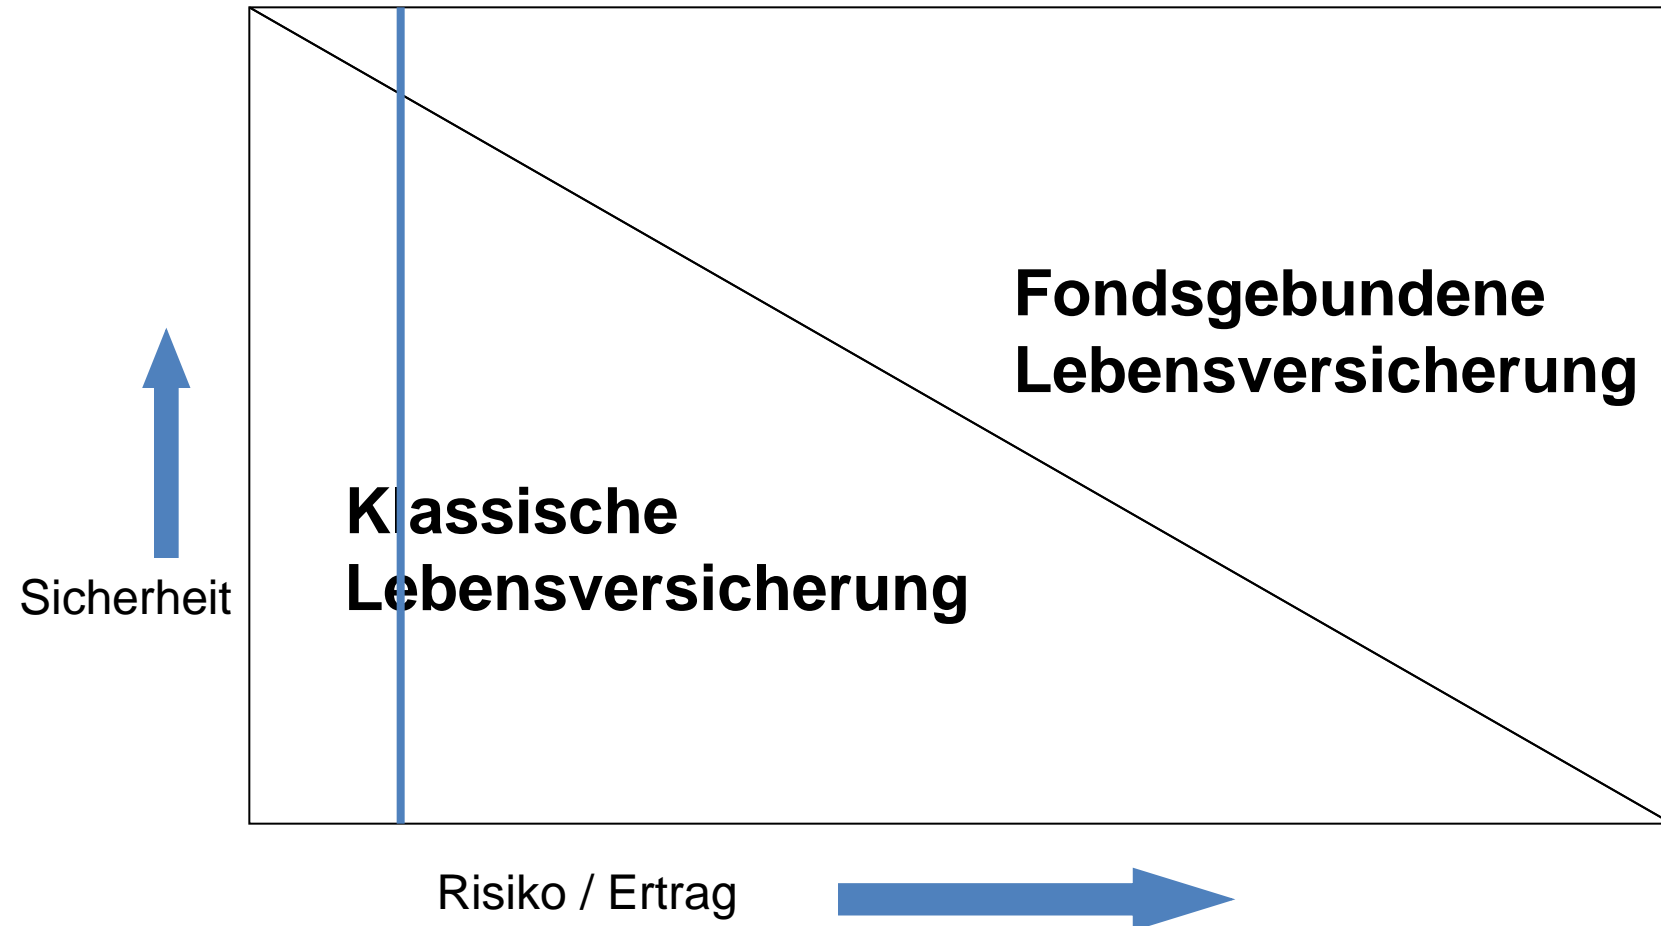 Fondsgebundene
Lebensversicherung
Klassische
Lebensversicherung
Sicherheit
Risiko / Ertrag